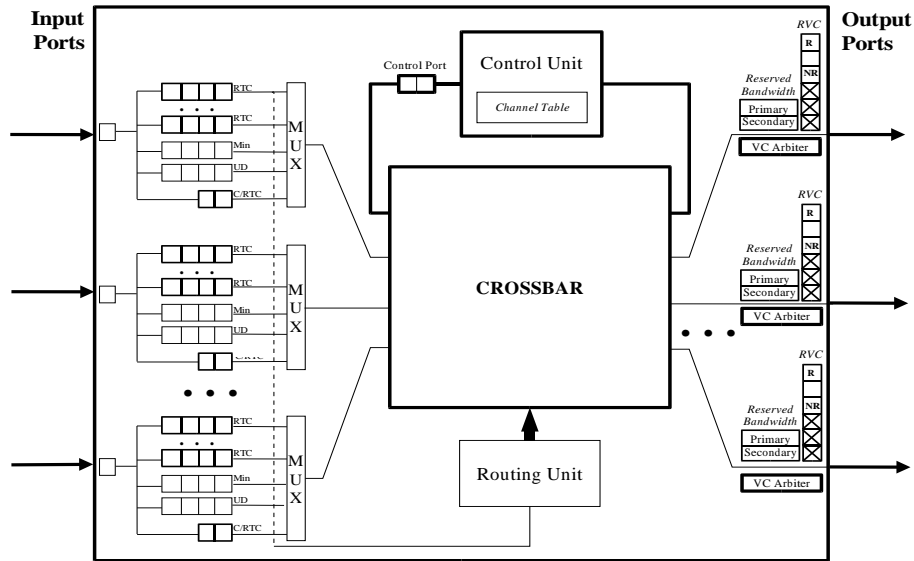 Input
Ports
RTC
RTC
Min
UD
C/RTC
M
U
X
RTC
RTC
Min
UD
M
U
X
RTC
RTC
Min
UD
C/RTC
M
U
X
Control Port
Control Unit
Channel Table
CROSSBAR
Routing Unit
Output
Ports
RVC
R
NR
Reserved
Bandwidth
Primary
Secondary
VC Arbiter
RVC
R
NR
Reserved
Bandwidth
Primary
Secondary
VC Arbiter
RVC
R
NR
Reserved
Bandwidth
Primary
Secondary
VC Arbiter